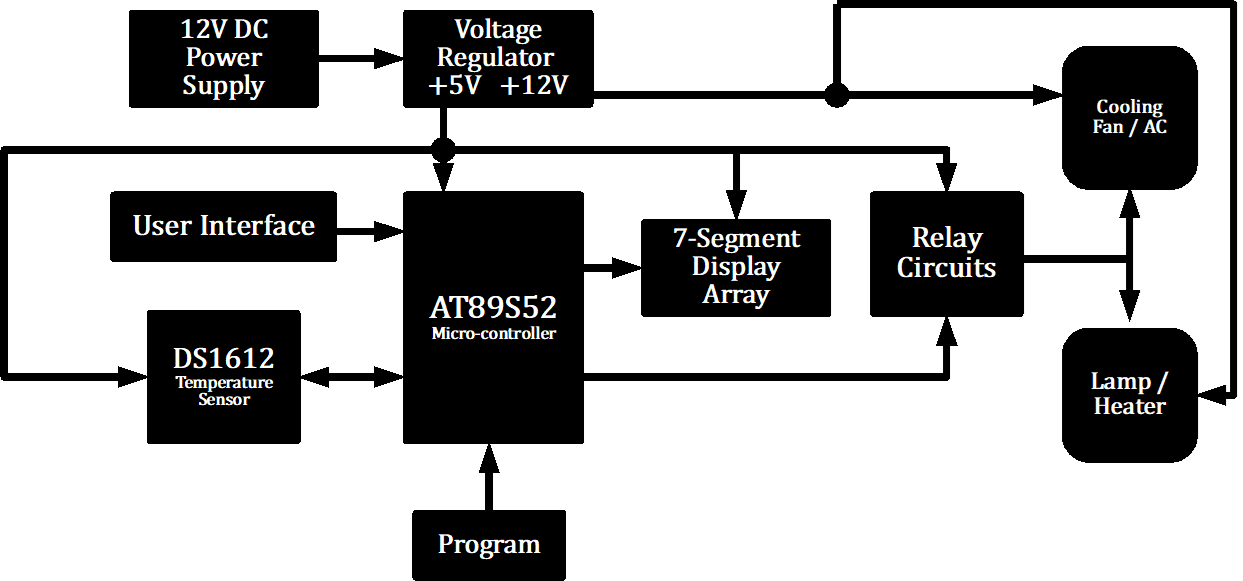 12V DC
Power
Supply
Voltage
Regulator
+5V +12V
Cooling
Fan / AC
User Interface
7-Segment
Display
Array
Relay
Circuits
AT89S52
Micro-controller
DS1612
Temperature
Sensor
Lamp /
Heater
Program